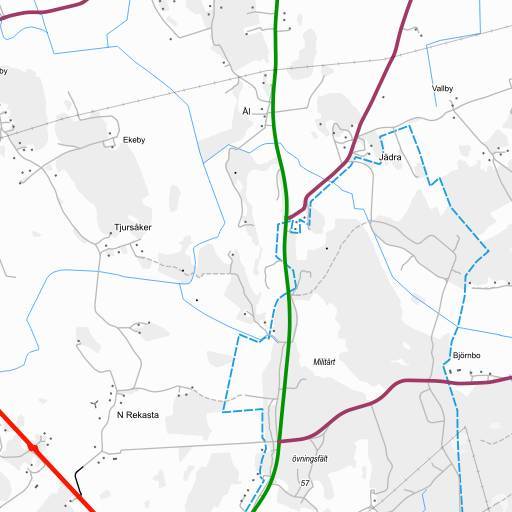 by
Vallby
Ål
Ekeby
Jädra
Tjursåker
Militärt
Björnbo
N Rekasta
övningsfält
57